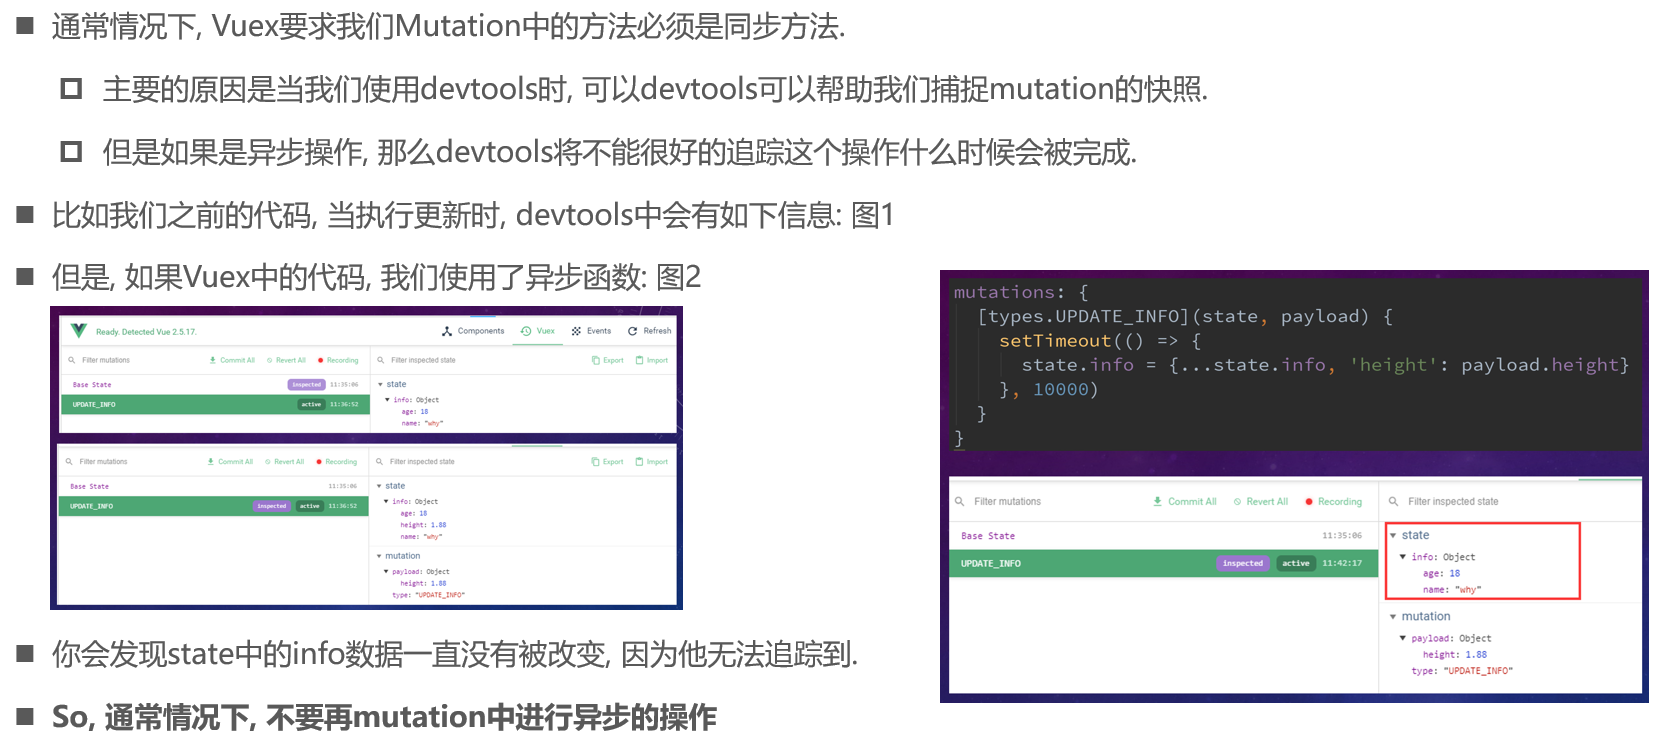 通常情况下, Vuex要求我们Mutation中的方法必须是同步方法.
主要的原因是当我们使用devtools时, 可以devtools可以帮助我们捕捉mutation的快照.
但是如果是异步操作, 那么devtools将不能很好的追踪这个操作什么时候会被完成.
比如我们之前的代码, 当执行更新时, devtools中会有如下信息: 图1
但是, 如果Vuex中的代码, 我们使用了异步函数: 图2
Ready. Detected Vue 2.5.17.
Components Vuex Events Refresh
Filter mutations Commit All Revert All Recording
Filter inspected state Export Import
Base State inspected 11:35:06
UPDATE_INFO active 11:36:52
state
info: Object
age: 18
name: "why"
Filter mutations Commit All Revert All Recording
Filter inspected state Export Import
Base State 11:35:06
UPDATE_INFO inspected active 11:36:52
state
info: Object
age: 18
height: 1.88
name: "why"
mutation
payload: Object
height: 1.88
type: "UPDATE_INFO"
mutations: {
[types.UPDATE_INFO](state, payload) {
setTimeout(() => {
state.info = {...state.info, 'height': payload.height}
}, 10000)
}
}
Filter mutations Commit All Revert All Recording
Filter inspected state
Base State 11:35:06
UPDATE_INFO inspected active 11:42:17
state
info: Object
age: 18
name: "why"
mutation
payload: Object
height: 1.88
type: "UPDATE_INFO"
你会发现state中的info数据一直没有被改变, 因为他无法追踪到.
So, 通常情况下, 不要再mutation中进行异步的操作